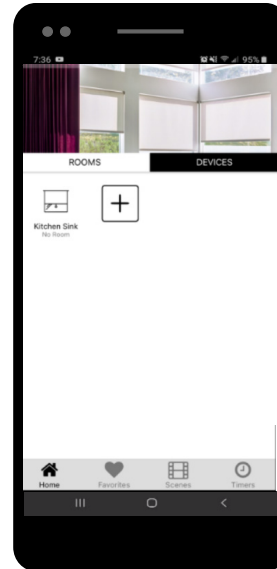 7:36 95%
ROOMS DEVICES
Kitchen Sink
No Room
Home Favorites Scenes Timers